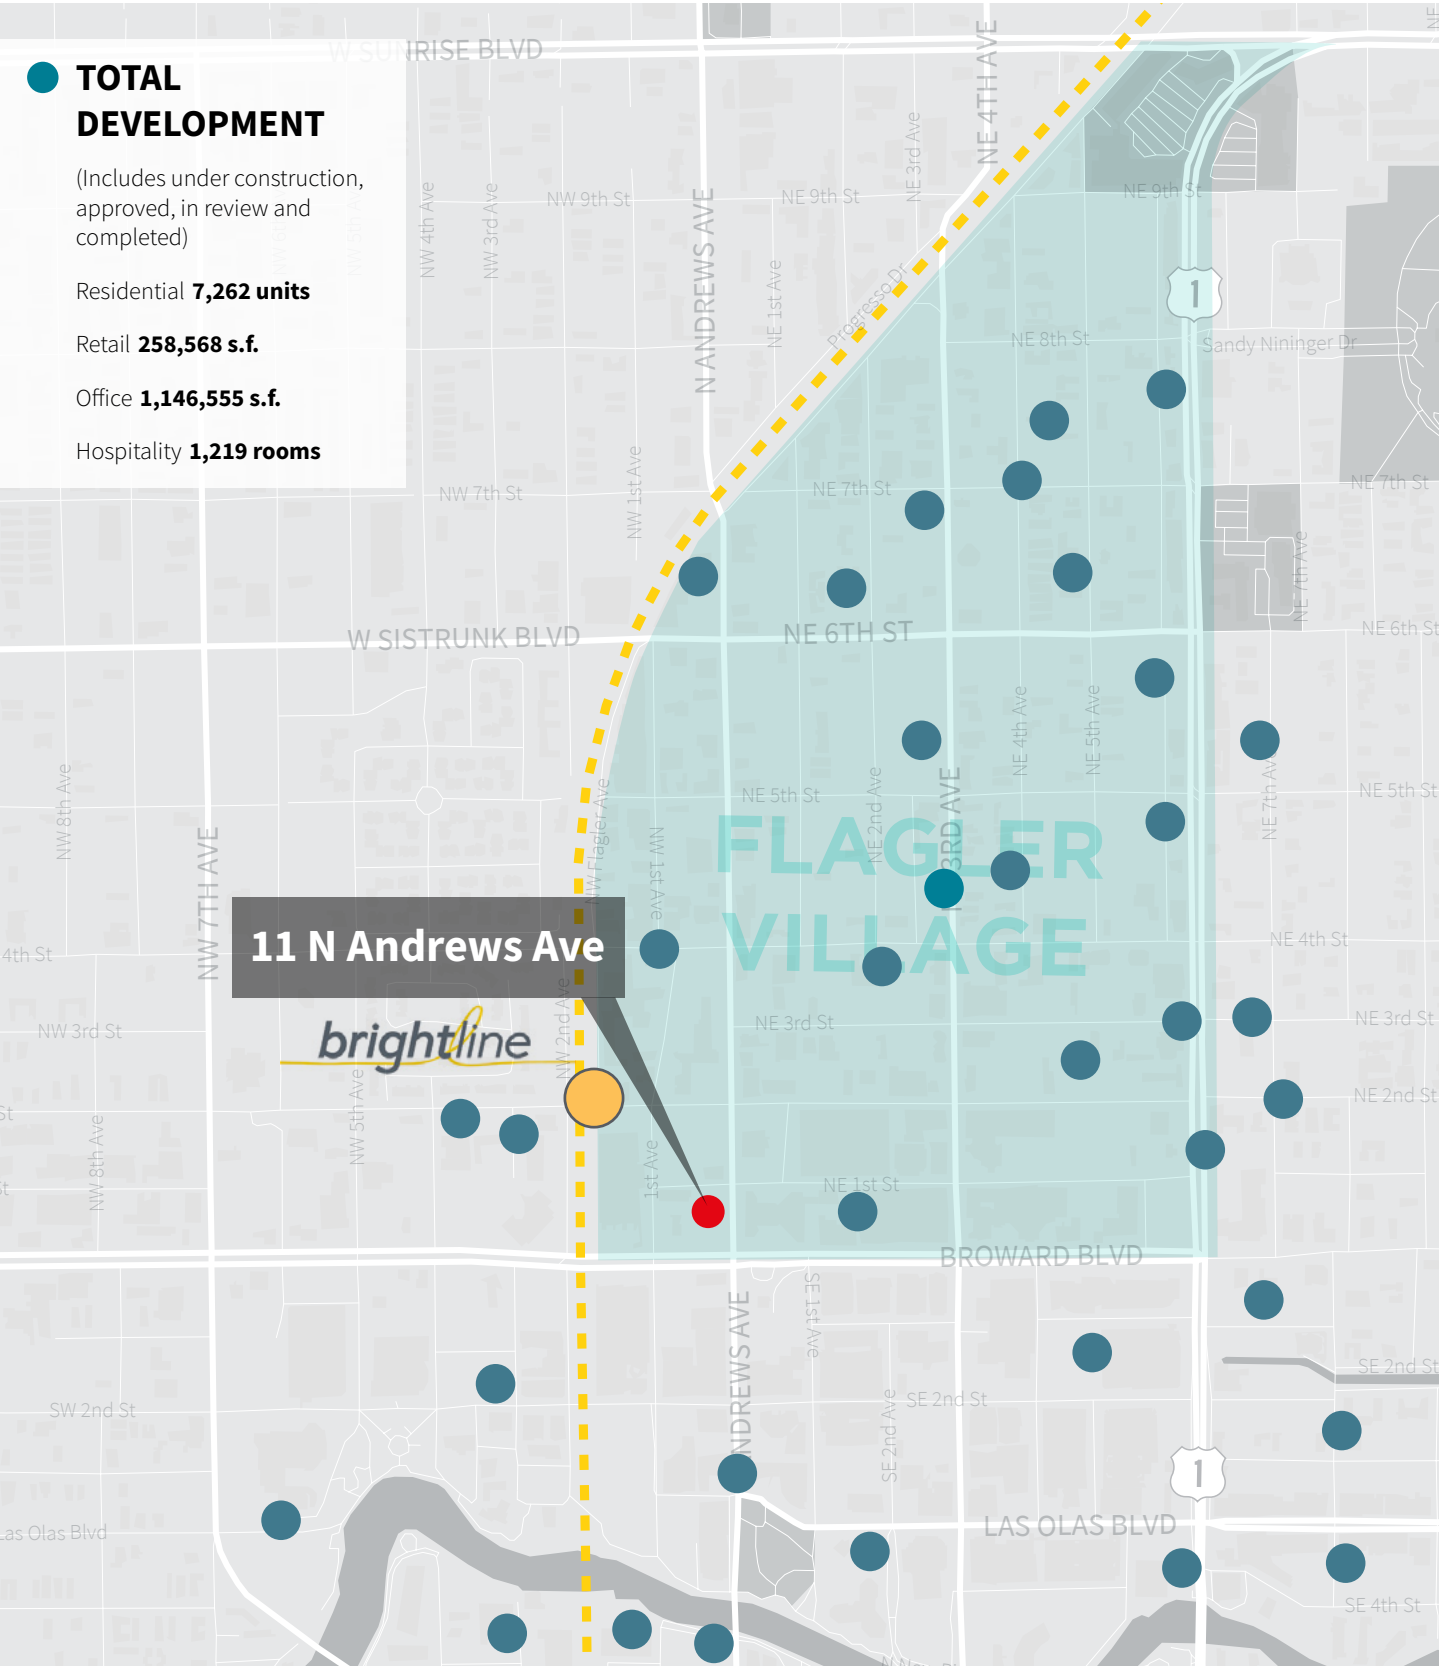 W SUNRISE BLVD
TOTAL
DEVELOPMENT
(Includes under construction,
approved, in review and
completed)
Residential 7,262 units
Retail 258,568 s.f.
Office 1,146,555 s.f.
Hospitality 1,219 rooms
NW 4th Ave
NW 3rd Ave
NW 9th St
N ANDREWS AVE
NE 9th St
NE 3rd Ave
NE 4TH AVE
NE 9th St
NE 1st Ave
Progresso Dr
1
NE 8th St
Sandy Nininger Dr
NW 7th St
NW 1st Ave
NE 7th St
NE 7th St
NE 7th Ave
W SISTRUNK BLVD
NE 6TH ST
NE 6th St
NE 4th Ave
NE 5th Ave
NW 8th Ave
NW 7TH AVE
NW Flagler Ave
NW 1st Ave
NE 5th St
NE 2nd Ave
3RD AVE
NE 7th Ave
NE 5th St
FLAGLER
VILLAGE
11 N Andrews Ave
4th St
NE 4th St
brightline
NW 3rd St
NW 2nd Ave
NE 3rd St
NE 3rd St
NW 5th Ave
NW 8th Ave
NE 2nd St
1st Ave
NE 1st St
BROWARD BLVD
SE 1st Ave
NDREWS AVE
SE 2nd St
SW 2nd St
SE 2nd Ave
SE 2nd St
1
as Olas Blvd
LAS OLAS BLVD
SE 4th St